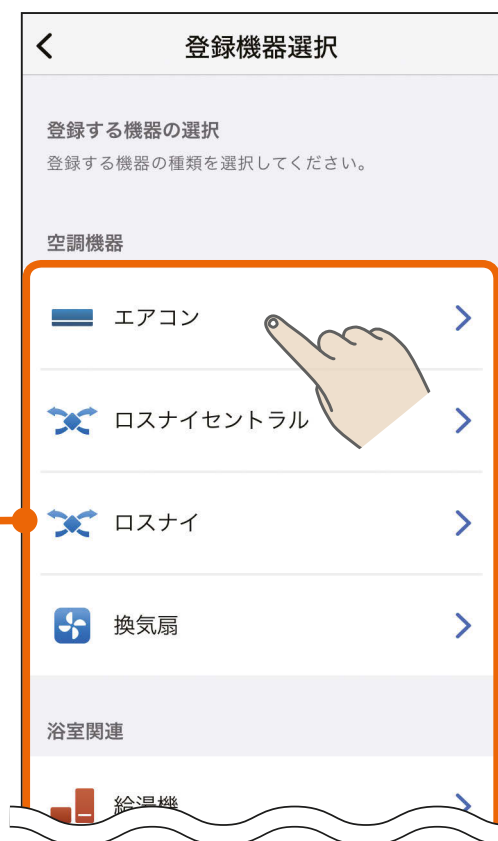 登録機器選択
登録する機器の選択
登録する機器の種類を選択してください。
空調機器
エアコン
ロスナイセントラル
ロスナイ
換気扇
浴室関連
給湯機